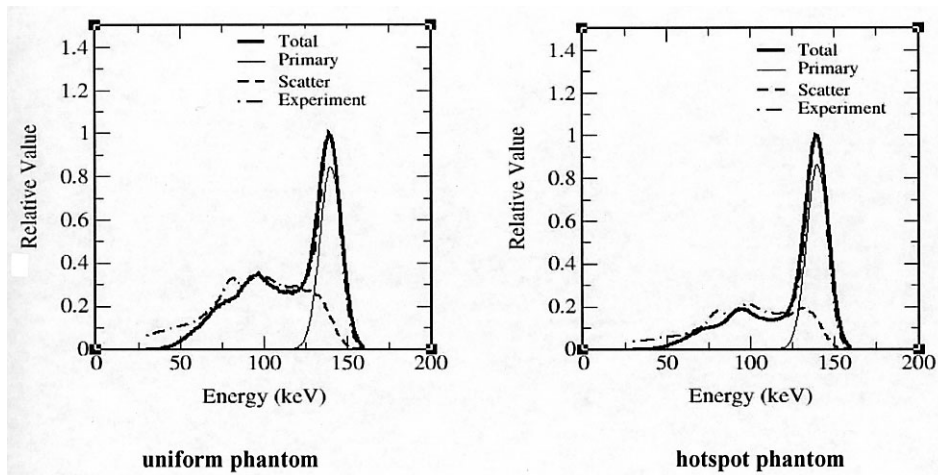 1.4
1.2
1
0.8
0.6
0.4
0.2
0
Relative Value
Total
Primary
Scatter
Experiment
0 50 100 150 200
Energy (keV)
uniform phantom
1.4
1.2
1
0.8
0.6
0.4
0.2
0
Relative Value
Total
Primary
Scatter
Experiment
0 50 100 150 200
Energy (keV)
hotspot phantom